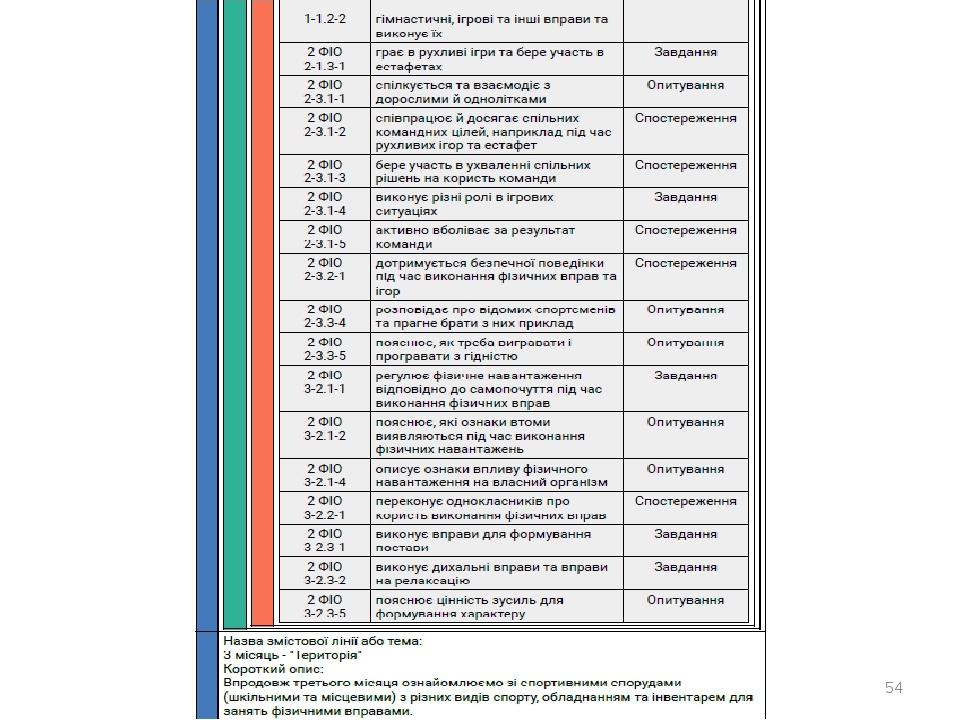 1-1.2-2 гімнастичні, ігрові та інші вправи та
виконує їх
2 ФІО грає в рухливі ігри та бере участь в Завдання
2-1.3-1 естафетах
2 ФІО спілкується та взаємодіє з Опитування
2-3.1-1 дорослими й однолітками
2 ФІО співпрацює й досягає спільних Спостереження
2-3.1-2 командних цілей, наприклад під час
рухливих ігор та естафет
2 ФІО бере участь в ухваленні спільних Спостереження
2-3.1-3 рішень на користь команди
2 ФІО виконує різні ролі в ігрових Завдання
2-3.1-4 ситуаціях
2 ФІО активно вболіває за результат Спостереження
2-3.1-5 команди
2 ФІО дотримується безпечної поведінки Спостереження
2-3.2-1 під час виконання фізичних вправ та
ігор
2 ФІО розповідає про відомих спортсменів Опитування
2-3.3-4 та прагне брати з них приклад
2 ФІО пояснює, як треба вигравати і Опитування
2-3.3-5 програвати з гідністю
2 ФІО регулює фізичне навантаження Завдання
3-2.1-1 відповідно до самопочуття під час
виконання фізичних вправ
2 ФІО пояснює, які ознаки втоми Опитування
3-2.1-2 виявляються під час виконання
фізичних навантажень
2 ФІО описує ознаки впливу фізичного Опитування
3-2.1-4 навантаження на власний організм
2 ФІО переконує однокласників про Спостереження
3-2.2-1 користь виконання фізичних вправ
2 ФІО виконує вправи для формування Завдання
3-2.3-1 постави
2 ФІО виконує дихальні вправи та вправи Завдання
3-2.3-2 на релаксацію
2 ФІО пояснює цінність зусиль для Опитування
3-2.3-5 формування характеру
Назва змістової лінії або тема:
3 місяць - "Територія"
Короткий опис:
Впродовж третього місяця ознайомлюємо зі спортивними спорудами
(шкільними та місцевими) з різних видів спорту, обладнанням та інвентарем для
занять фізичними вправами.
54